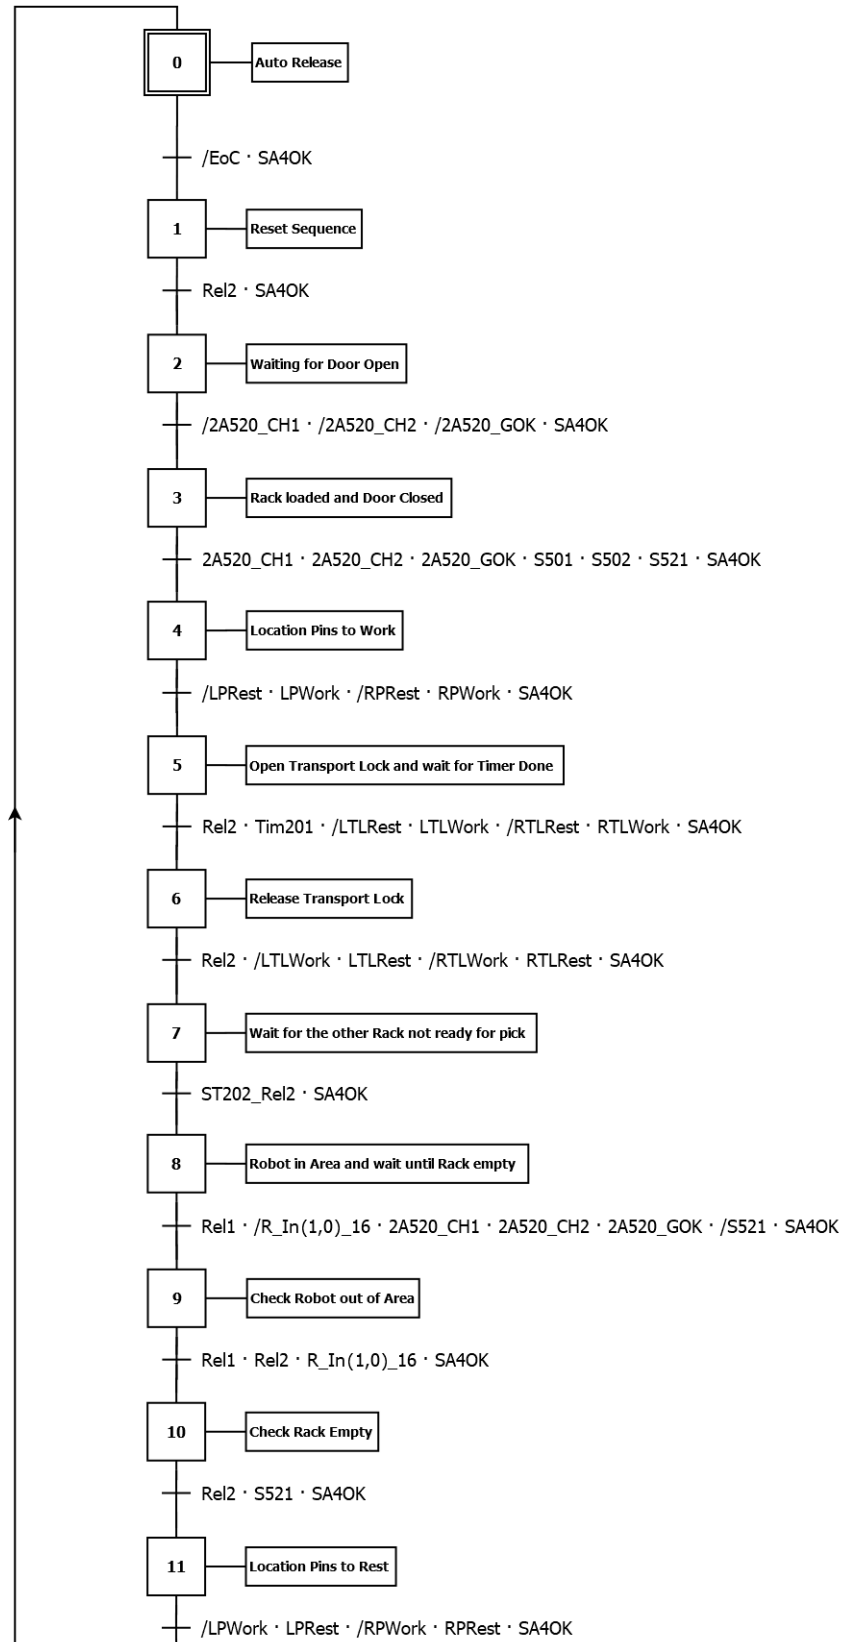 0
Auto Release
/EoC · SA4OK
1
Reset Sequence
Rel2 · SA4OK
2
Waiting for Door Open
/2A520_CH1 · /2A520_CH2 · /2A520_GOK · SA4OK
3
Rack loaded and Door Closed
2A520_CH1 · 2A520_CH2 · 2A520_GOK · S501 · S502 · S521 · SA4OK
4
Location Pins to Work
/LPRest · LPWork · /RPRest · RPWork · SA4OK
5
Open Transport Lock and wait for Timer Done
Rel2 · Tim201 · /LTLRest · LTLWork · /RTLRest · RTLWork · SA4OK
6
Release Transport Lock
Rel2 · /LTLWork · LTLRest · /RTLWork · RTLRest · SA4OK
7
Wait for the other Rack not ready for pick
ST202_Rel2 · SA4OK
8
Robot in Area and wait until Rack empty
Rel1 · /R_In(1,0)_16 · 2A520_CH1 · 2A520_CH2 · 2A520_GOK · /S521 · SA4OK
9
Check Robot out of Area
Rel1 · Rel2 · R_In(1,0)_16 · SA4OK
10
Check Rack Empty
Rel2 · S521 · SA4OK
11
Location Pins to Rest
/LPWork · LPRest · /RPWork · RPRest · SA4OK